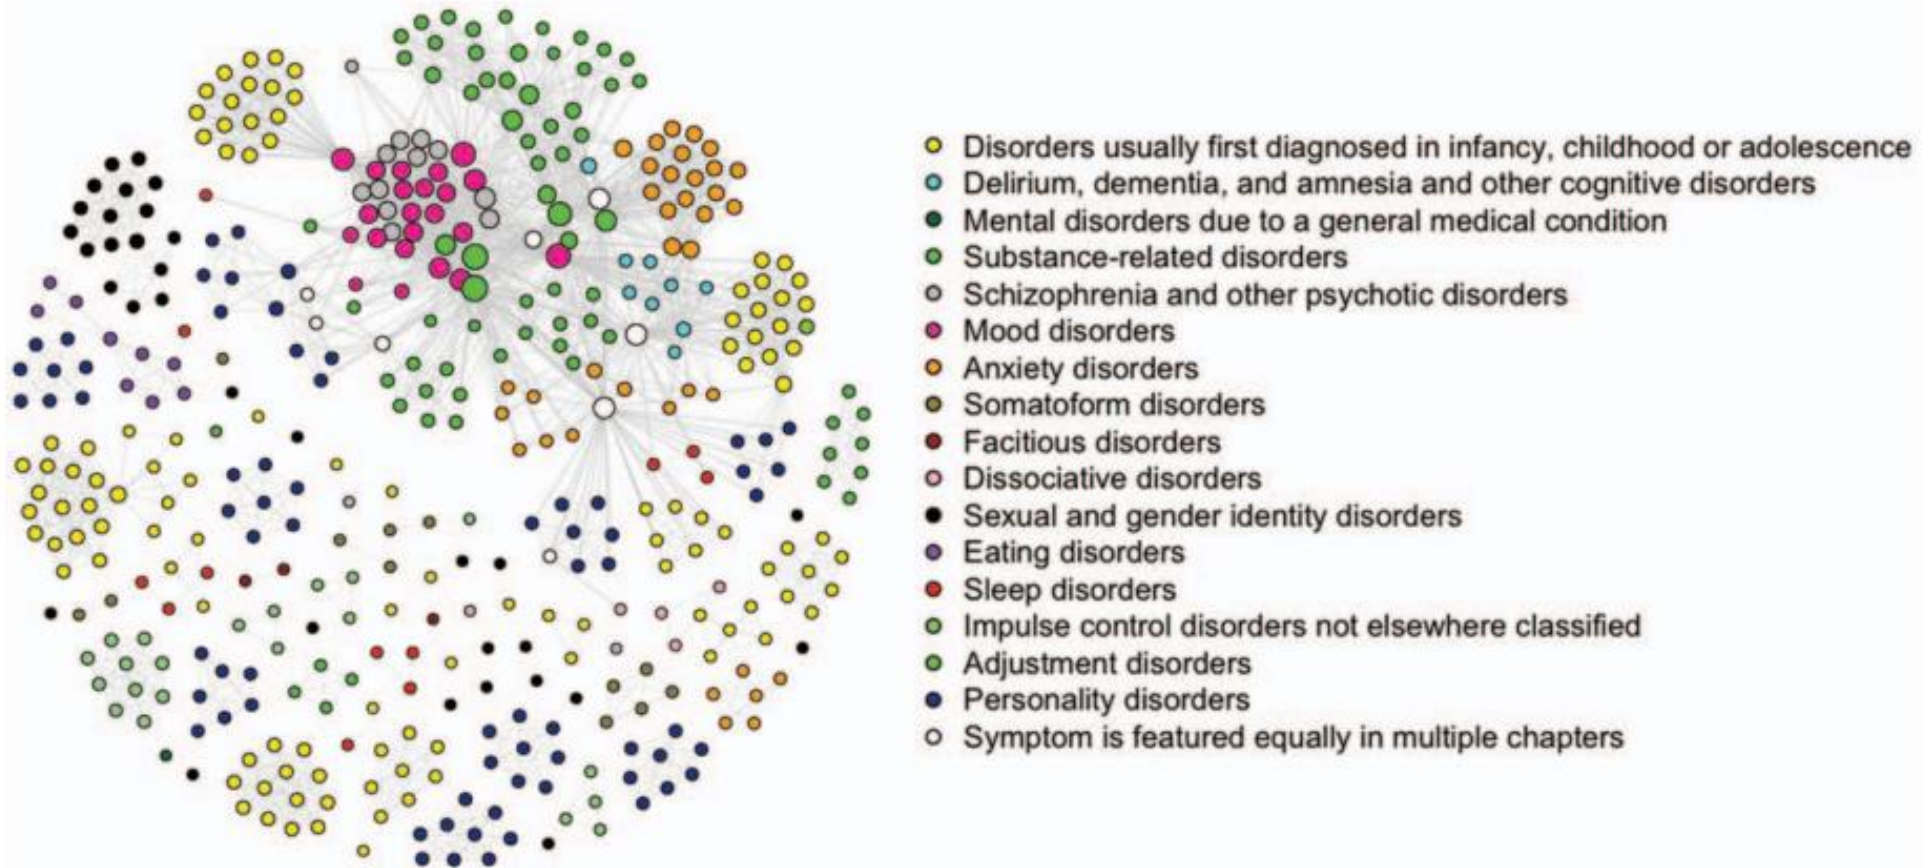 Disorders usually first diagnosed in infancy, childhood or adolescence
Delirium, dementia, and amnesia and other cognitive disorders
Mental disorders due to a general medical condition
Substance-related disorders
Schizophrenia and other psychotic disorders
Mood disorders
Anxiety disorders
Somatoform disorders
Facitious disorders
Dissociative disorders
Sexual and gender identity disorders
Eating disorders
Sleep disorders
Impulse control disorders not elsewhere classified
Adjustment disorders
Personality disorders
Symptom is featured equally in multiple chapters